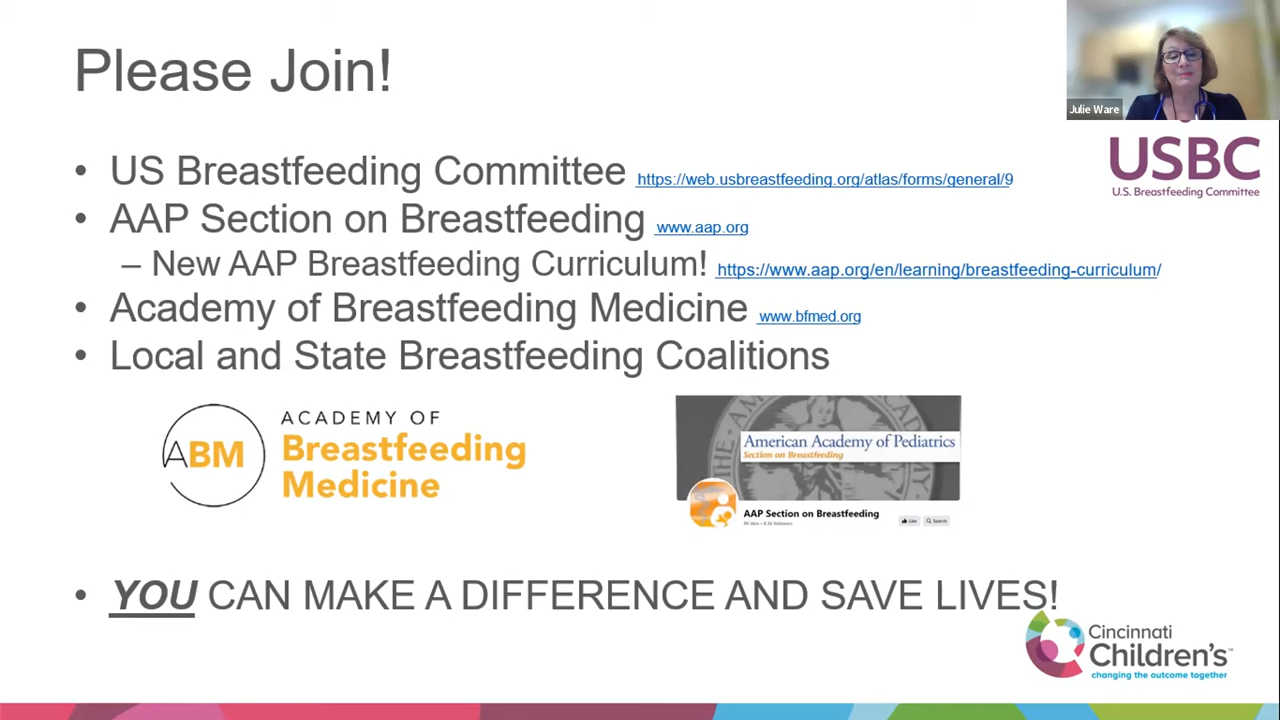 Please Join!
Julie Ware
USBC
U.S. Breastfeeding Committee
• US Breastfeeding Committee https://web.usbreastfeeding.org/atlas/forms/general/9
• AAP Section on Breastfeeding www.aap.org
– New AAP Breastfeeding Curriculum! https://www.aap.org/en/learning/breastfeeding-curriculum/
• Academy of Breastfeeding Medicine www.bfmed.org
• Local and State Breastfeeding Coalitions
ABM
ACADEMY OF
Breastfeeding
Medicine
American Academy of Pediatrics
Section on Breastfeeding
AAP Section on Breastfeeding
Like
Search
• YOU CAN MAKE A DIFFERENCE AND SAVE LIVES!
Cincinnati
Children's™
changing the outcome together